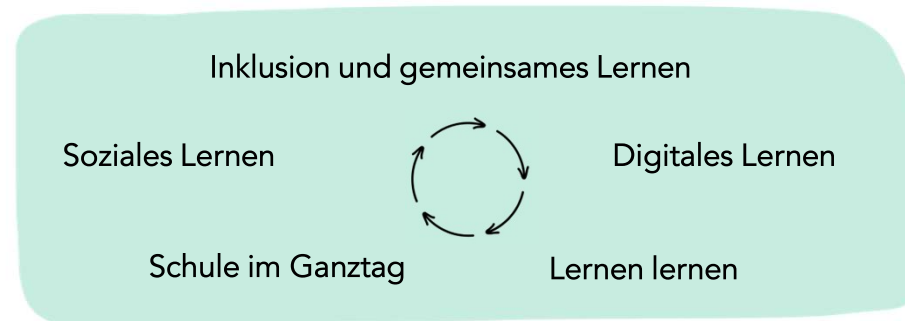 Inklusion und gemeinsames Lernen
Soziales Lernen
Digitales Lernen
Schule im Ganztag
Lernen lernen